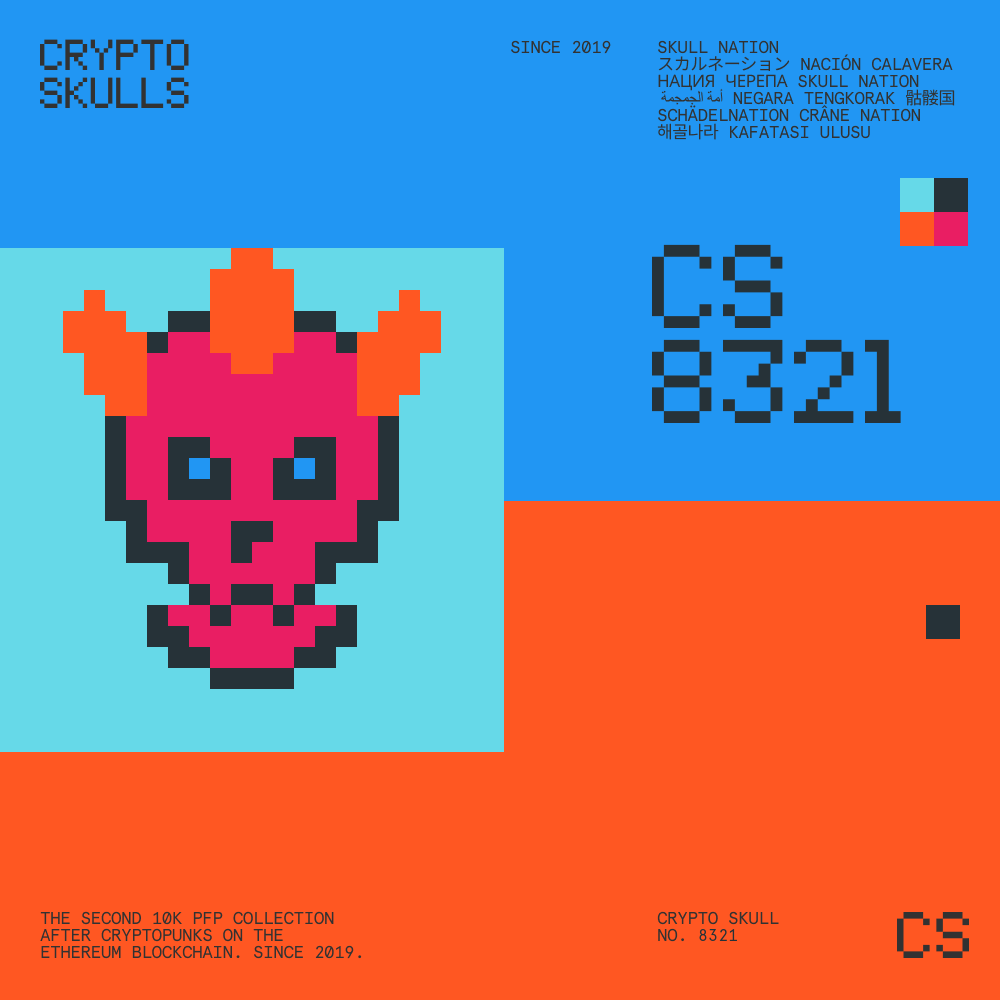 CRYPTO
SKULLS
SINCE 2019
SKULL NATION
スカルネーション NACIÓN CALAVERA
НАЦИЯ ЧЕРЕПА SKULL NATION
أمة الجمجمة NEGARA TENGKORAK 骷髅国
SCHÄDELNATION CRÂNE NATION
해골나라 KAFATASI ULUSU
CS
8321
THE SECOND 10K PFP COLLECTION
AFTER CRYPTOPUNKS ON THE
ETHEREUM BLOCKCHAIN. SINCE 2019.
CRYPTO SKULL
NO. 8321
CS